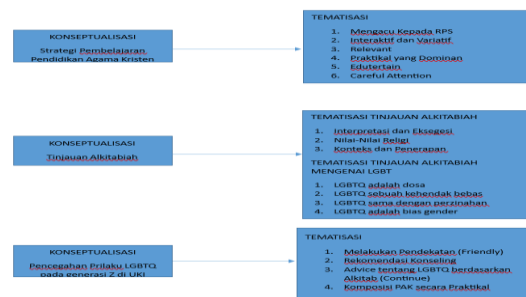 KONSEPTUALISASI
Strategi Pembelajaran
Pendidikan Agama Kristen
TEMATISASI
1. Mengacu Kepada RPS
2. Interaktif dan Variatif
3. Relevant
4. Praktikal yang Dominan
5. Edutertain
6. Careful Attention
KONSEPTUALISASI
Tinjauan Alkitabiah
TEMATISASI TINJAUAN ALKITABIAH
1. Interpretasi dan Eksegesi
2. Nilai-Nilai Religi
3. Konteks dan Penerapan
TEMATISASI TINJAUAN ALKITABIAH
MENGENAI LGBT
1. LGBTQ adalah dosa
2. LGBTQ sebuah kehendak bebas
3. LGBTQ sama dengan perzinahan
4. LGBTQ adalah bias gender
KONSEPTUALISASI
Pencegahan Prilaku LGBTQ
pada generasi Z di UKI
TEMATISASI
1. Melakukan Pendekatan (Friendly)
2. Rekomendasi Konseling
3. Advice tentang LGBTQ berdasarkan
Alkitab (Continue)
4. Komposisi PAK secara Praktikal